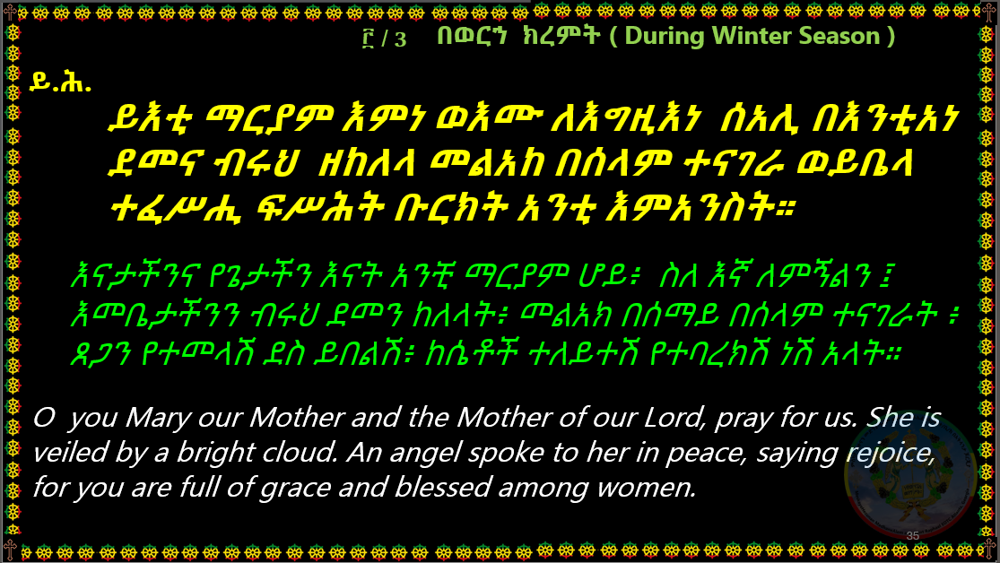 ፫ / 3 በወርኀ ክረምት ( During Winter Season )
ይ.ሕ.
ይእቲ ማርያም እምነ ወእሙ ለእግዚእነ ሰአሊ በእንቲአነ
ደመና ብሩህ ዘከለላ መልአከ በሰላም ተናገራ ወይቤላ
ተፈሥሒ ፍሥሕት ቡርክት አንቲ እምአንስት።
እናታችንና የጌታችን እናት አንቺ ማርያም ሆይ፥ ስለ እኛ ለምኝልን ፤
እመቤታችንን ብሩህ ደመን ከለላት፥ መልአክ በሰማይ በሰላም ተናገራት ፥
ጸጋን የተመላሽ ደስ ይበልሽ፥ ከሴቶች ተለይተሽ የተባረክሽ ነሽ አላት።
O you Mary our Mother and the Mother of our Lord, pray for us. She is
veiled by a bright cloud. An angel spoke to her in peace, saying rejoice,
for you are full of grace and blessed among women.
35